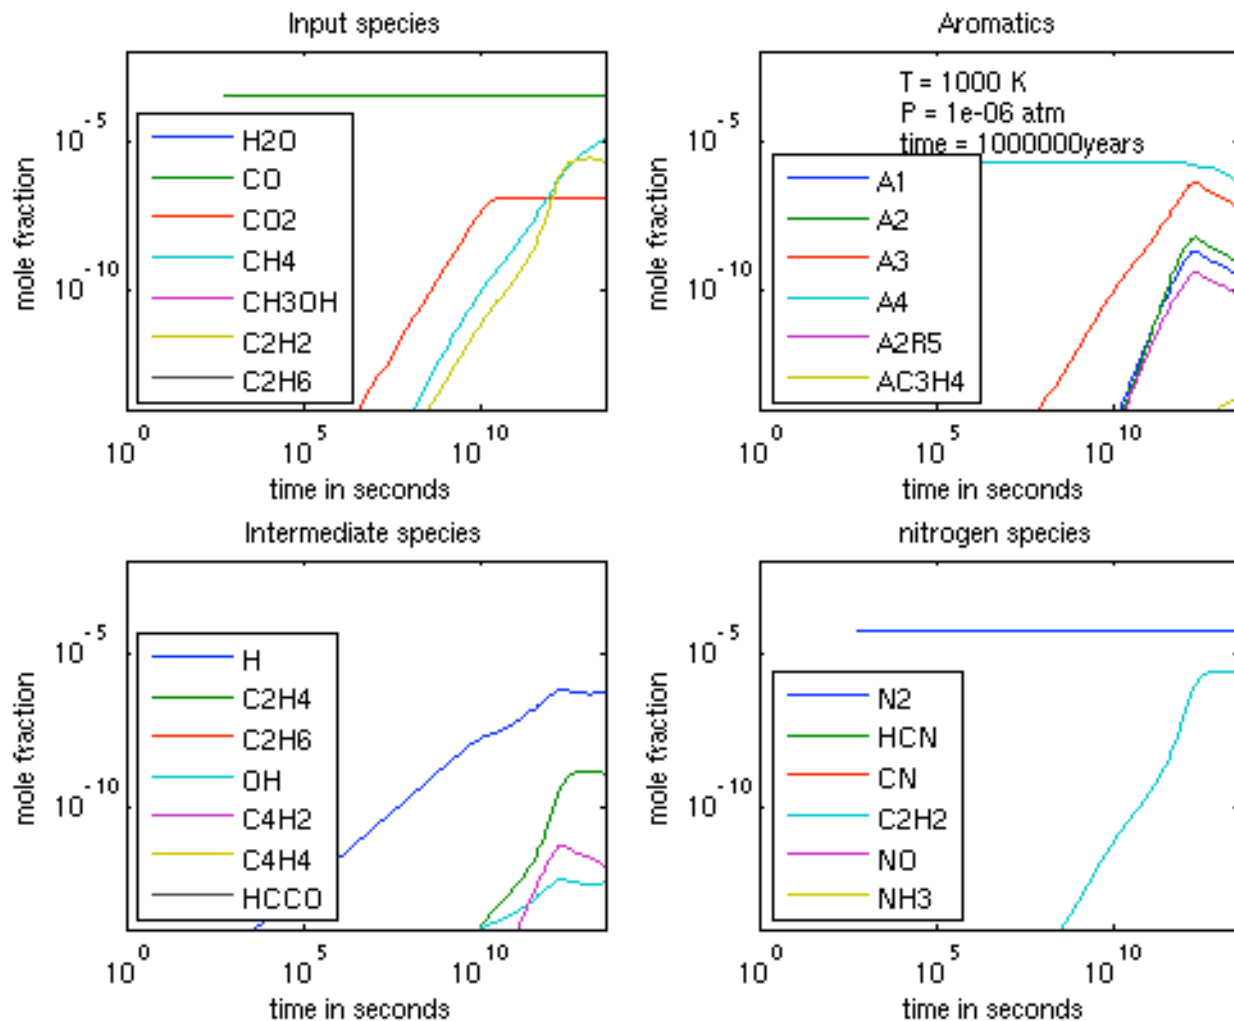 Input species
mole fraction
10^-5
10^-10
H2O
CO
CO2
CH4
CH3OH
C2H2
C2H6
10^0
10^5
10^10
time in seconds
Aromatics
T = 1000 K
P = 1e-06 atm
time = 1000000years
mole fraction
10^-5
10^-10
A1
A2
A3
A4
A2R5
AC3H4
10^0
10^5
10^10
time in seconds
Intermediate species
mole fraction
10^-5
10^-10
H
C2H4
C2H6
OH
C4H2
C4H4
HCCO
10^0
10^5
10^10
time in seconds
nitrogen species
mole fraction
10^-5
10^-10
N2
HCN
CN
C2H2
NO
NH3
10^0
10^5
10^10
time in seconds